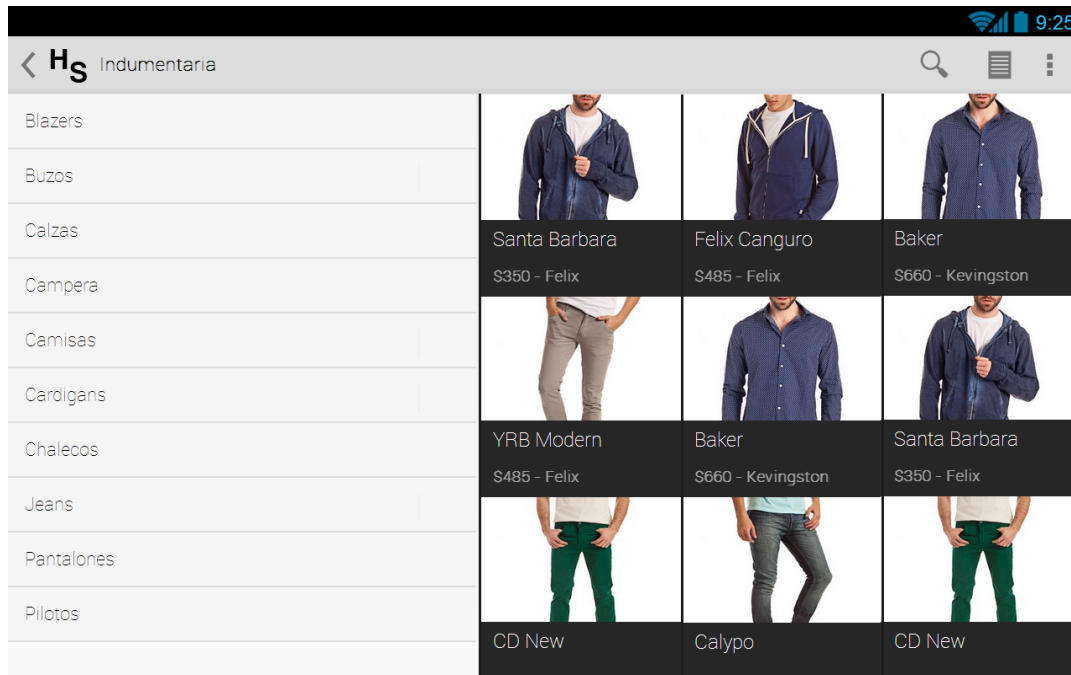 9:25
HS Indumentaria
Blazers
Buzos
Calzas
Campera
Camisas
Cardigans
Chalecos
Jeans
Pantalones
Pilotos
Santa Barbara
$350 - Felix
Felix Canguro
$485 - Felix
Baker
$660 - Kevingston
YRB Modern
$485 - Felix
Baker
$660 - Kevingston
Santa Barbara
$350 - Felix
CD New
Calypo
CD New